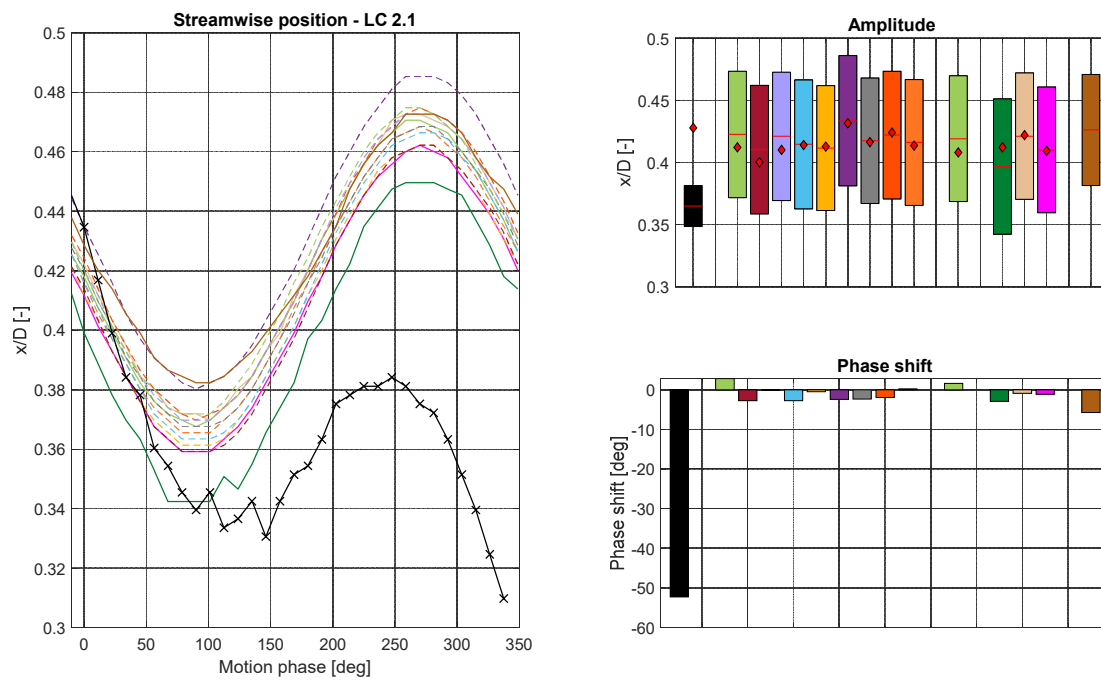 Streamwise position - LC 2.1
0.5
0.48
0.46
0.44
0.42
0.4
0.38
0.36
0.34
0.32
0.3
x/D [-]
0 50 100 150 200 250 300 350
Motion phase [deg]
Amplitude
0.5
0.45
0.4
0.35
0.3
x/D [-]
Phase shift
0
-10
-20
-30
-40
-50
-60
Phase shift [deg]